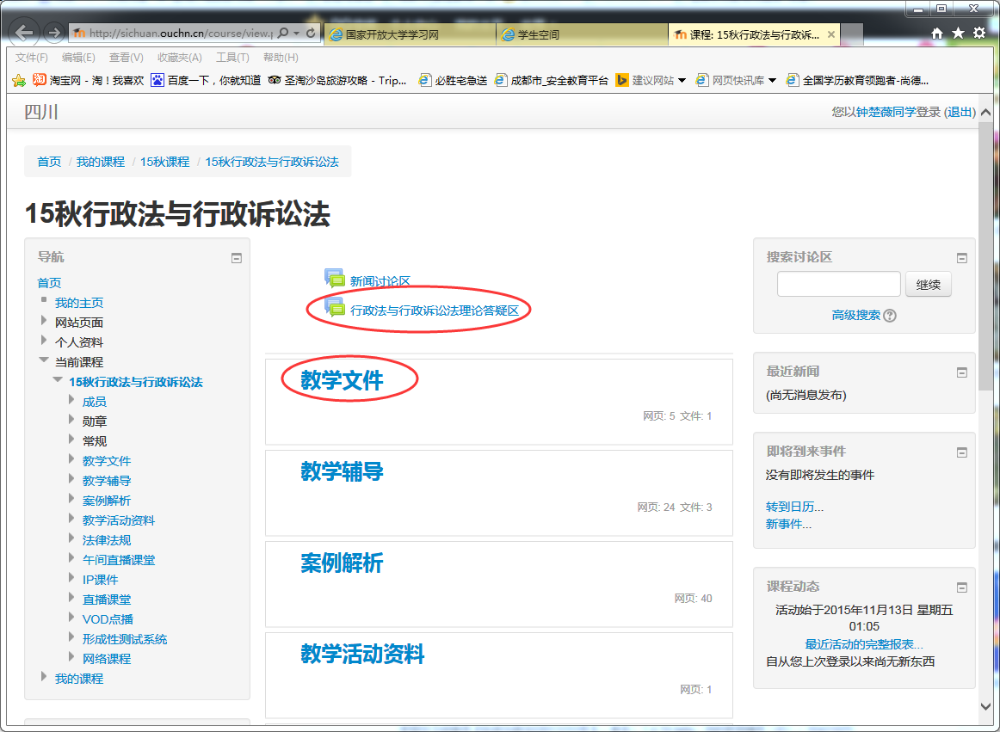 http://sichuan.ouchn.cn/course/view.p
国家开放大学学习网
学生空间
课程: 15秋行政法与行政诉...
文件(F) 编辑(E) 查看(V) 收藏夹(A) 工具(T) 帮助(H)
淘宝网 - 淘！我喜欢 百度一下，你就知道 圣淘沙岛旅游攻略 - Trip... 必胜宅急送 成都市_安全教育平台 建议网站 网页快讯库 全国学历教育领跑者-尚德...
四川
您以钟楚薇同学登录 (退出)
首页 / 我的课程 / 15秋课程 / 15秋行政法与行政诉讼法
15秋行政法与行政诉讼法
导航
首页
我的主页
网站页面
个人资料
当前课程
15秋行政法与行政诉讼法
成员
勋章
常规
教学文件
教学辅导
案例解析
教学活动资料
法律法规
午间直播课堂
IP课件
直播课堂
VOD点播
形成性测试系统
网络课程
我的课程
新闻讨论区
行政法与行政诉讼法理论答疑区
教学文件
网页: 5 文件: 1
教学辅导
网页: 24 文件: 3
案例解析
网页: 40
教学活动资料
网页: 1
搜索讨论区
继续
高级搜索
最近新闻
(尚无消息发布)
即将到来事件
没有即将发生的事件
转到日历...
新事件...
课程动态
活动始于2015年11月13日 星期五
01:05
最近活动的完整报表...
自从您上次登录以来尚无新东西